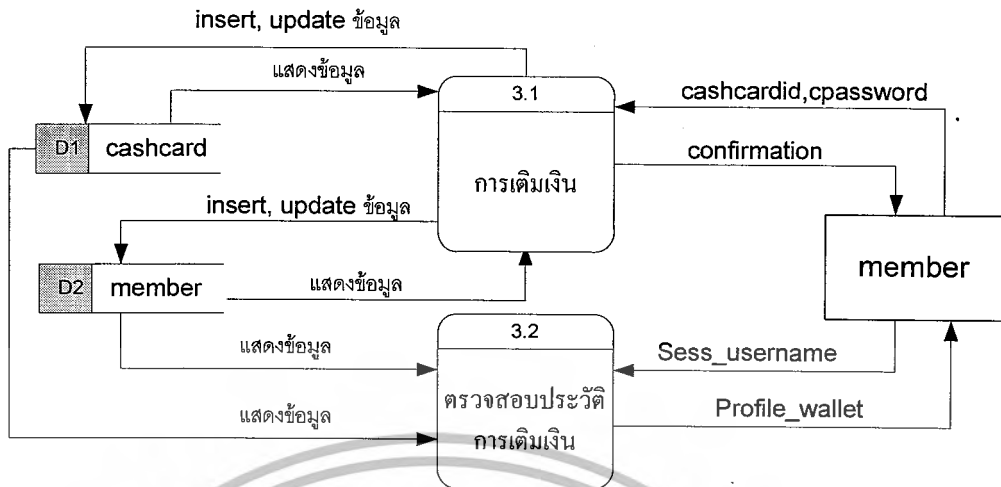 insert, update ข้อมูล
แสดงข้อมูล
3.1
cashcardid,cpassword
D1 cashcard
การเติมเงิน
confirmation
insert, update ข้อมูล
D2 member
แสดงข้อมูล
member
แสดงข้อมูล
3.2
Sess_username
ตรวจสอบประวัติ
การเติมเงิน
แสดงข้อมูล
Profile_wallet